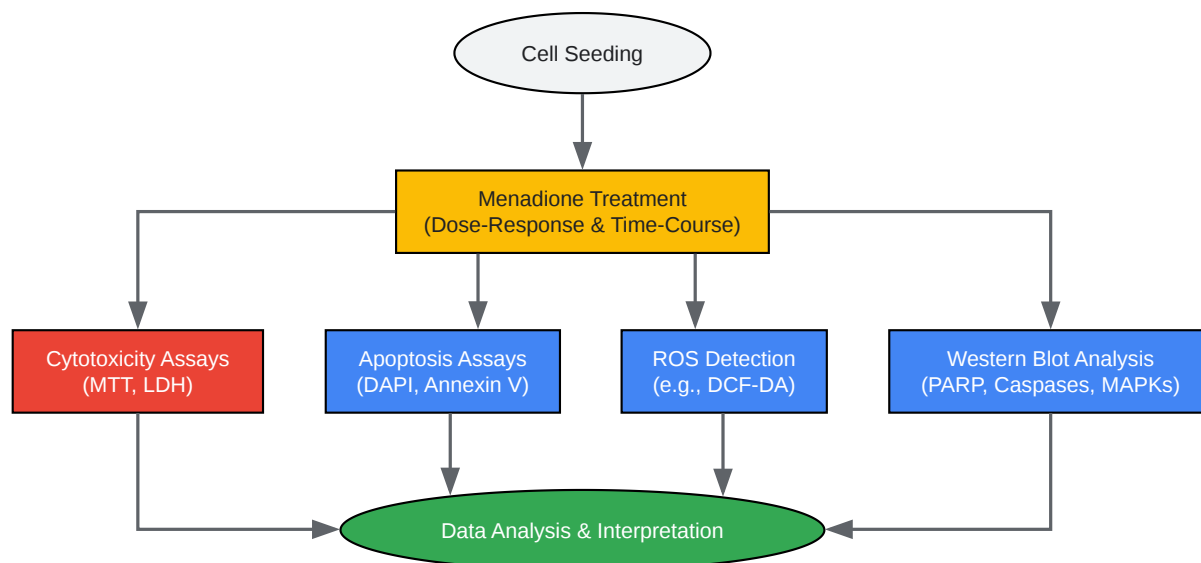 Cell Seeding
Menadione Treatment
(Dose-Response & Time-Course)
Cytotoxicity Assays
(MTT, LDH)
Apoptosis Assays
(DAPI, Annexin V)
ROS Detection
(e.g., DCF-DA)
Western Blot Analysis
(PARP, Caspases, MAPKs)
Data Analysis & Interpretation